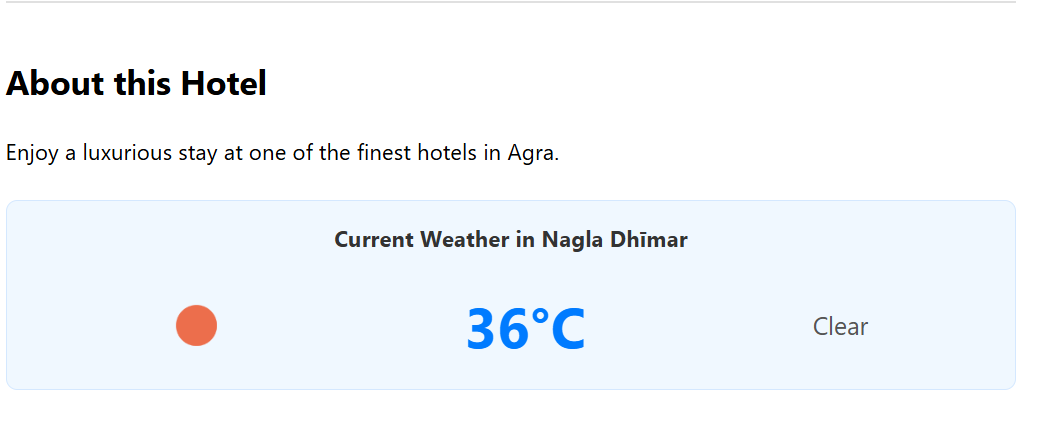 About this Hotel
Enjoy a luxurious stay at one of the finest hotels in Agra.
Current Weather in Nagla Dhīmar
36°C
Clear